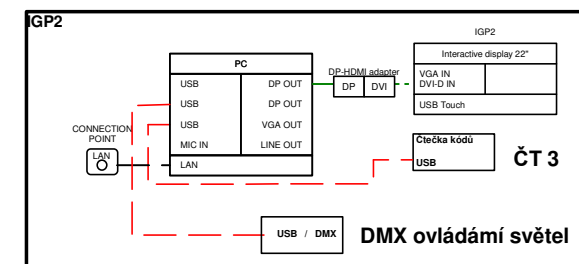 IGP2
IGP2
PC
Interactive display 22"
DP-HDMI adapter
USB DP OUT
DP DVI
VGA IN
DVI-D IN
USB DP OUT
USB Touch
USB VGA OUT
CONNECTION
POINT
MIC IN LINE OUT
LAN
LAN
Čtečka kódů
USB
ČT 3
USB / DMX
DMX ovládámí světel